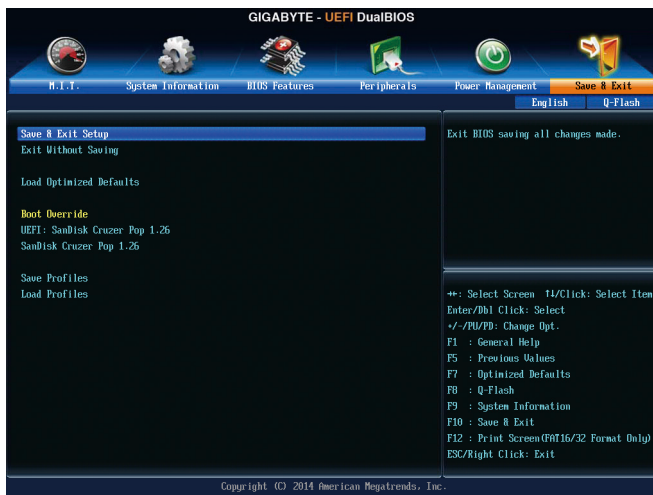 GIGABYTE - UEFI DualBIOS
M.I.T. System Information BIOS Features Peripherals Power Management Save & Exit
English Q-Flash
Save & Exit Setup
Exit Without Saving
Load Optimized Defaults
Boot Override
UEFI: SanDisk Cruzer Pop 1.26
SanDisk Cruzer Pop 1.26
Save Profiles
Load Profiles
Exit BIOS saving all changes made.
→←: Select Screen ↑↓/Click: Select Item
Enter/Dbl Click: Select
+/-/PU/PD: Change Opt.
F1 : General Help
F5 : Previous Values
F7 : Optimized Defaults
F8 : Q-Flash
F9 : System Information
F10 : Save & Exit
F12 : Print Screen(FAT16/32 Format Only)
ESC/Right Click: Exit
Copyright (C) 2014 American Megatrends, Inc.